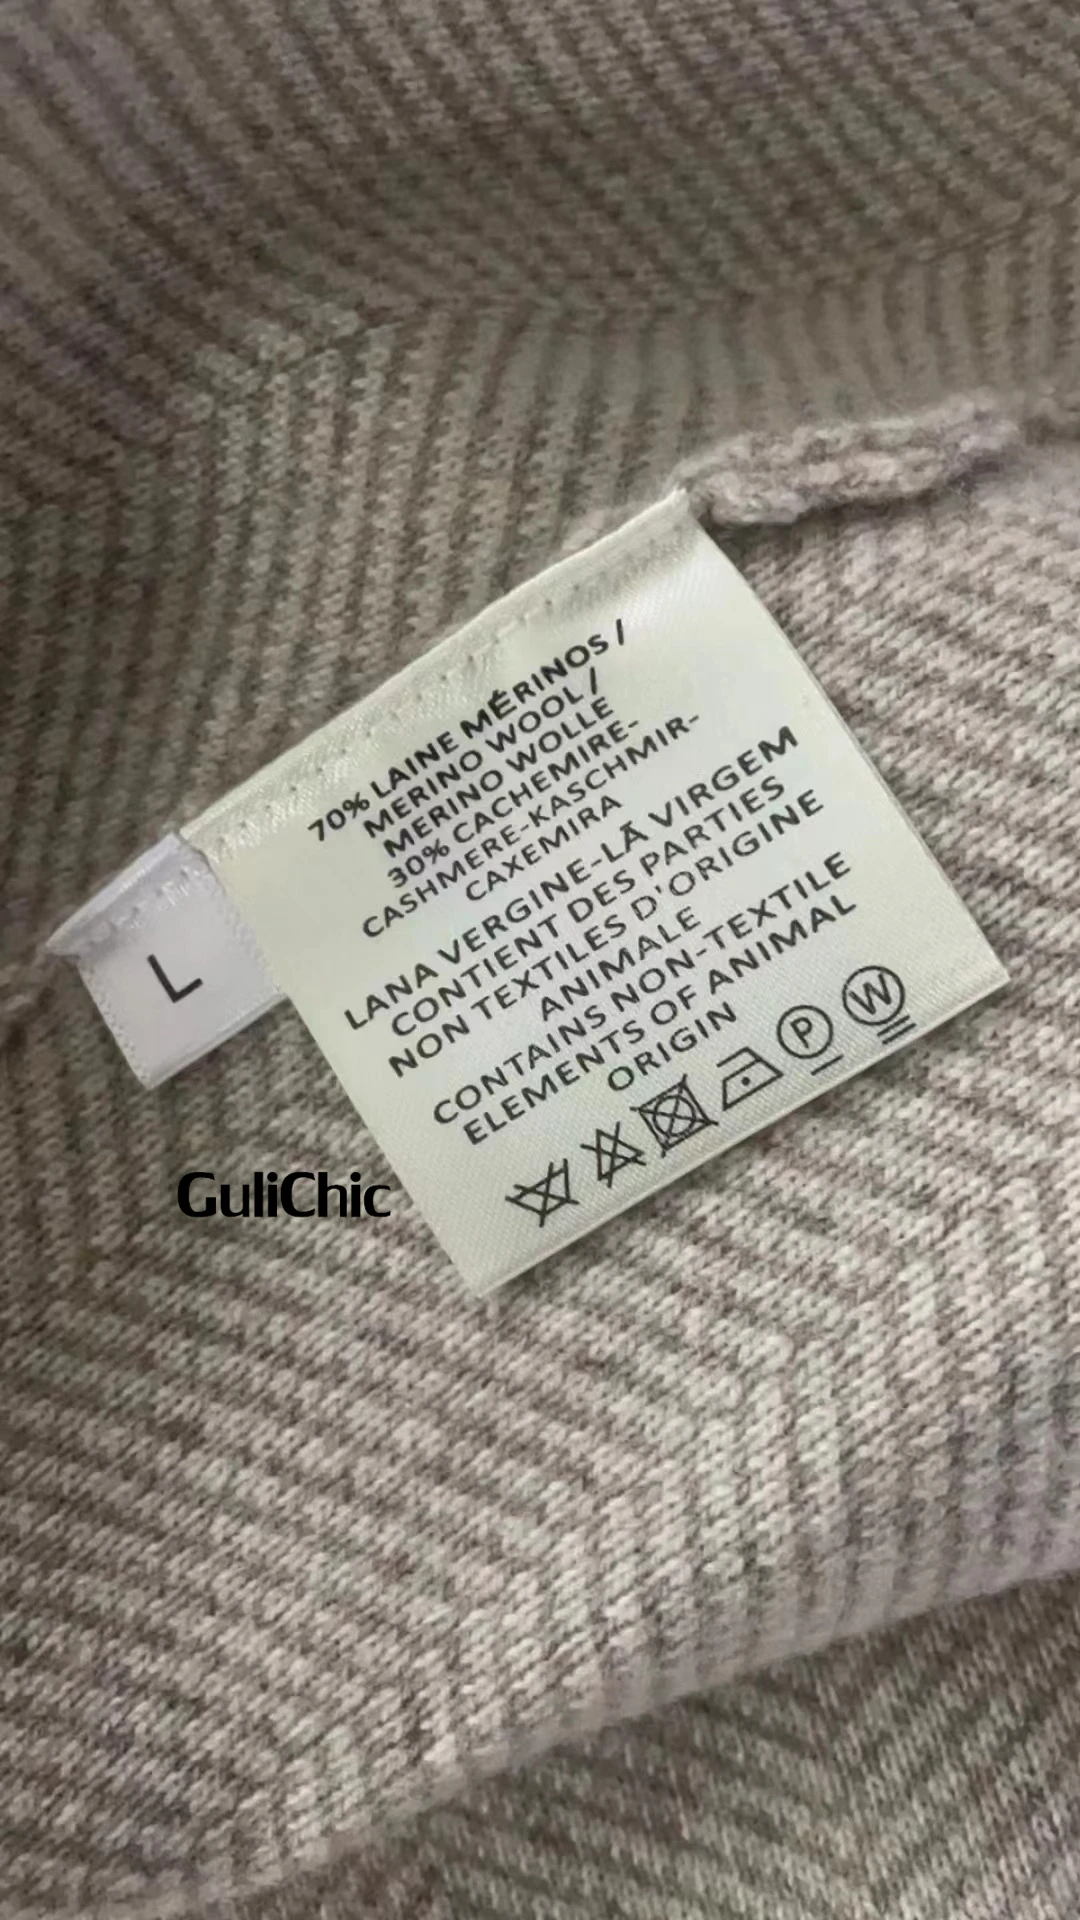 70% LAINE MÉRINOS /
MERINO WOOL /
MERINO WOLLE
30% CACHEMIRE-
CASHMERE-KASCHMIR-
CAXEMIRA
LANA VERGINE-LÃ VIRGEM
CONTIENT DES PARTIES
NON TEXTILES D'ORIGINE
ANIMALE
CONTAINS NON-TEXTILE
ELEMENTS OF ANIMAL
ORIGIN
P W
L
GuliChic